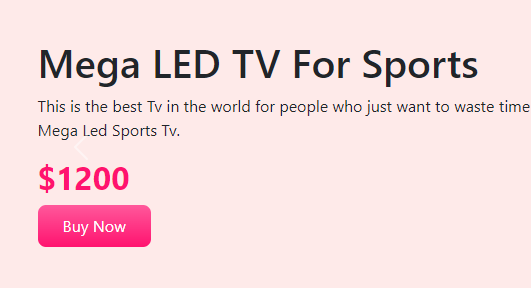 Mega LED TV For Sports
This is the best Tv in the world for people who just want to waste time
Mega Led Sports Tv.
$1200
Buy Now